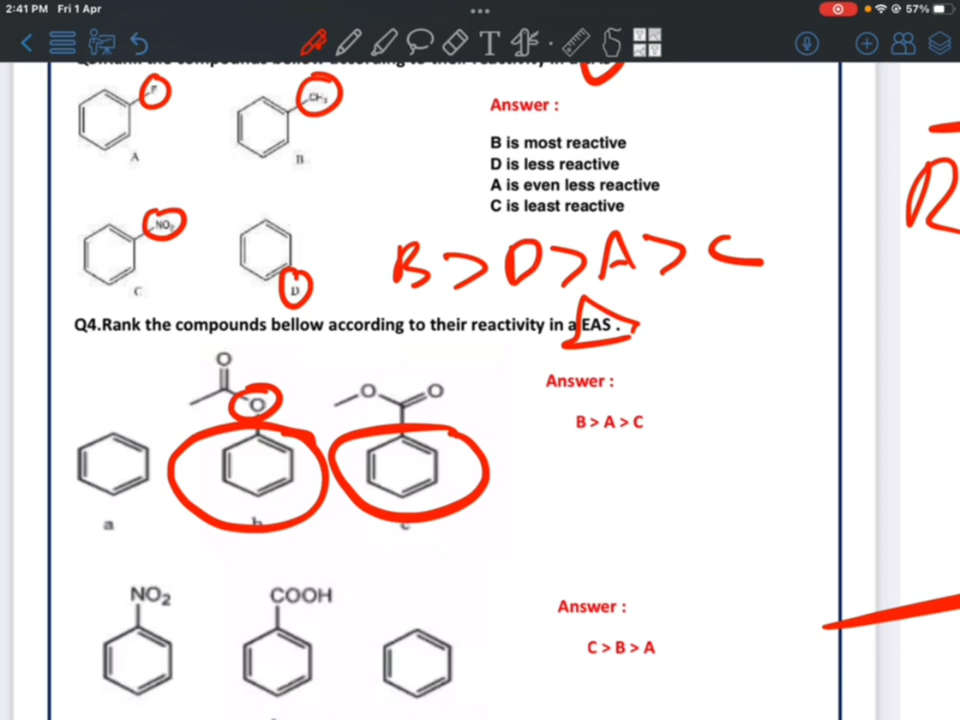 2:41 PM Fri 1 Apr
57%
T
F
CH₃
A
B
Answer :
B is most reactive
D is less reactive
A is even less reactive
C is least reactive
NO₂
C
D
B > D > A > C
R
Q4.Rank the compounds bellow according to their reactivity in a EAS .
O
O
O
O
a
b
c
Answer :
B > A > C
NO₂
COOH
Answer :
C > B > A